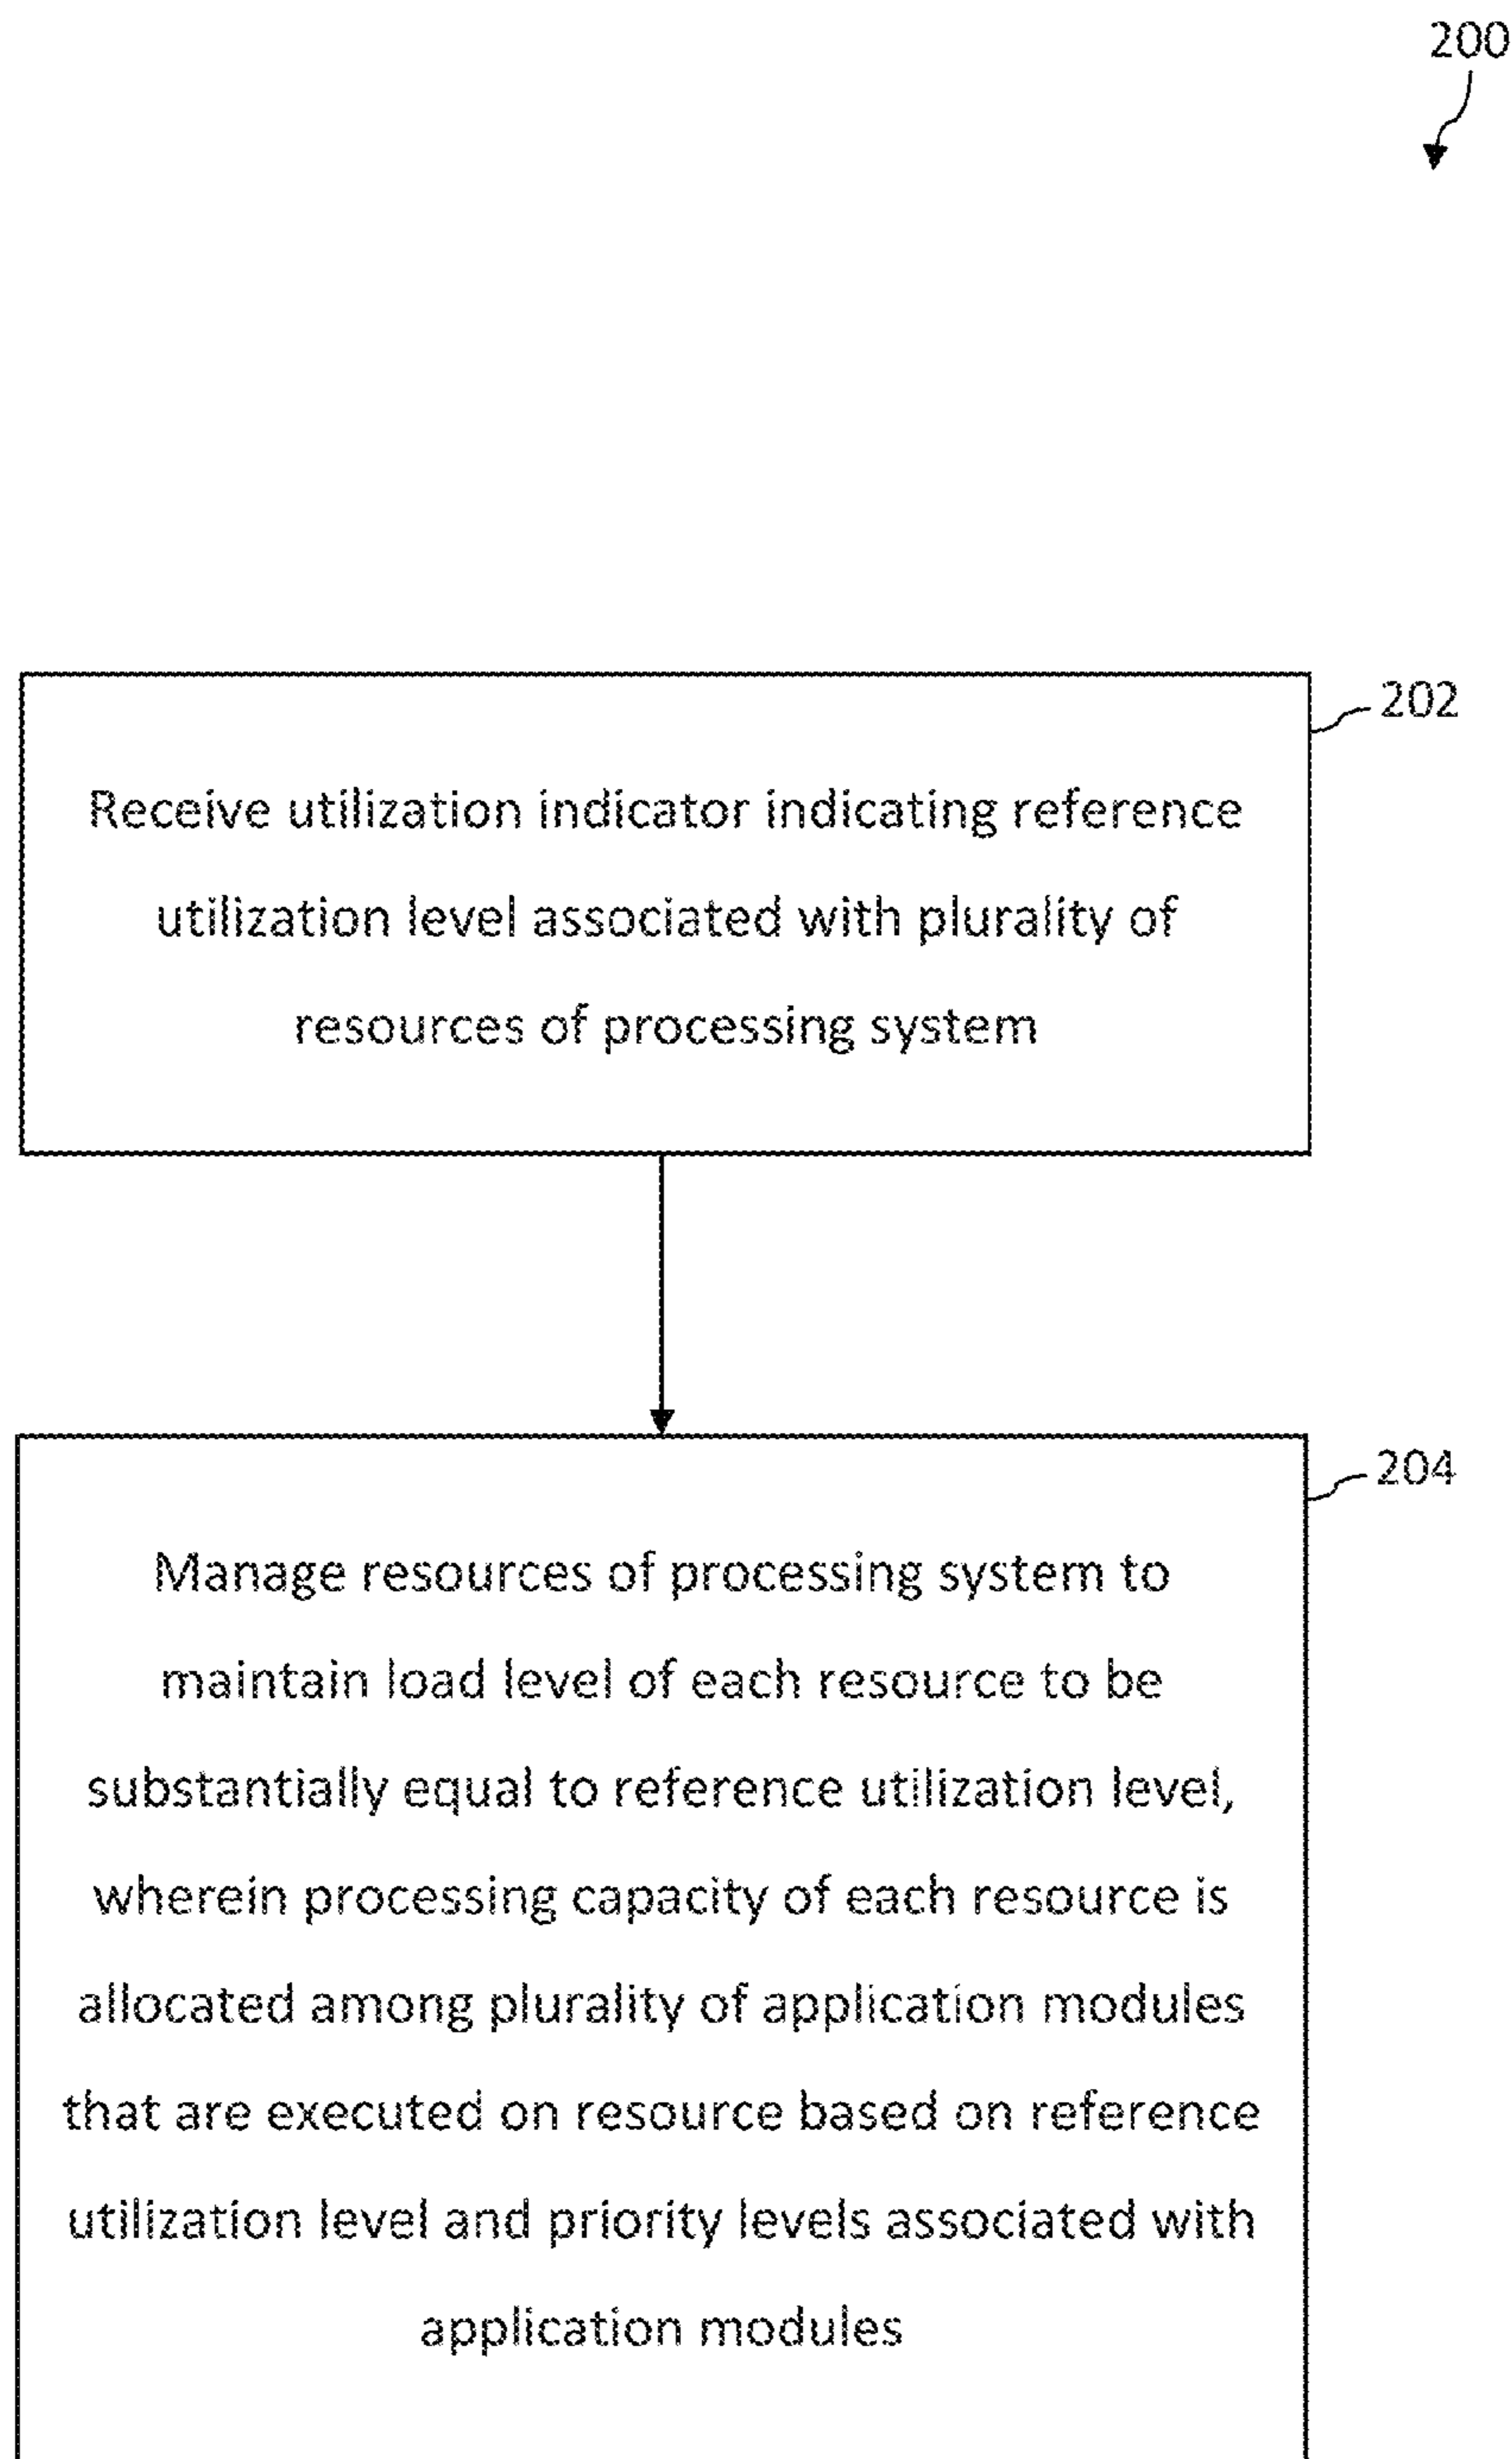 200
202
Receive utilization indicator indicating reference
utilization level associated with plurality of
resources of processing system
204
Manage resources of processing system to
maintain load level of each resource to be
substantially equal to reference utilization level,
wherein processing capacity of each resource is
allocated among plurality of application modules
that are executed on resource based on reference
utilization level and priority levels associated with
application modules